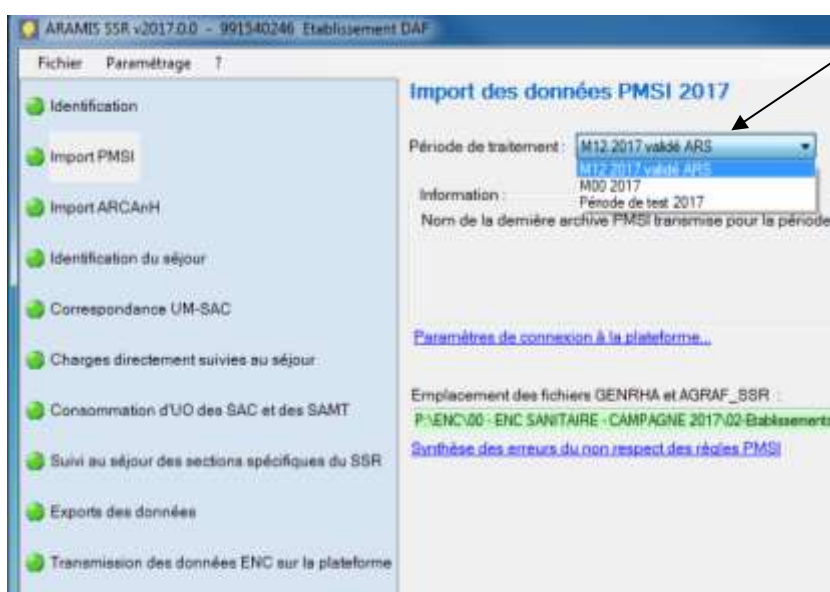 ARAMIS SSR v2017.0.0 - 991540246 Etablissement DAF
Fichier Paramétrage ?
Identification
Import PMSI
Import ARCAnH
Identification du séjour
Correspondance UM-SAC
Charges directement suivies au séjour
Consommation d'UO des SAC et des SAMT
Suivi au séjour des sections spécifiques du SSR
Exports des données
Transmission des données ENC sur la plateforme
Import des données PMSI 2017
Période de traitement : M12 2017 validé ARS
M12 2017 validé ARS
M00 2017
Période de test 2017
Information :
Nom de la dernière archive PMSI transmise pour la période
Paramètres de connexion à la plateforme...
Emplacement des fichiers GENRHA et AGRAF_SSR :
P:\ENC\00 - ENC SANITAIRE - CAMPAGNE 2017\02-Etablissements
Synthèse des erreurs du non respect des règles PMSI